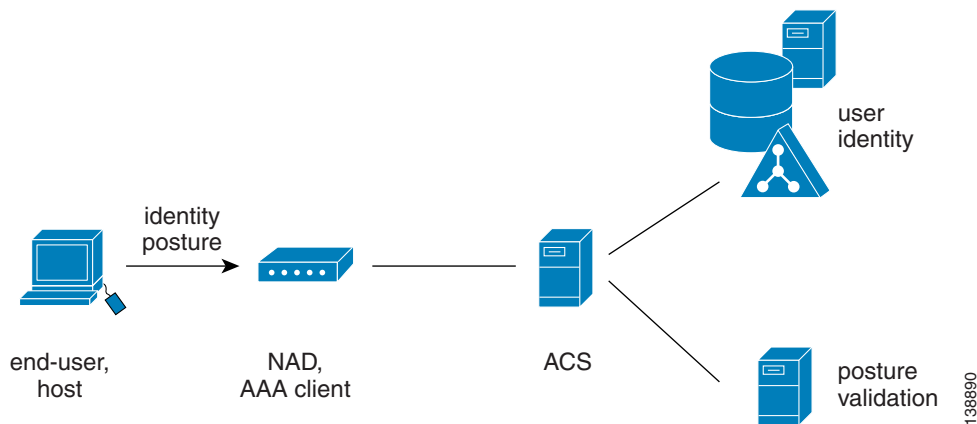 user
identity
identity
posture
end-user,
host
NAD,
AAA client
ACS
posture
validation
138890